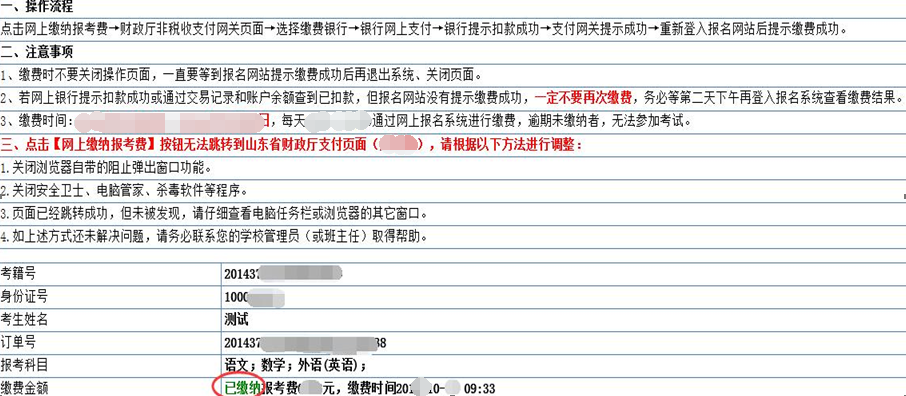 一、操作流程
点击网上缴纳报考费→财政厅非税收支付网关页面→选择缴费银行→银行网上支付→银行提示扣款成功→支付网关提示成功→重新登入报名网站后提示缴费成功。
二、注意事项
1、缴费时不要关闭操作页面，一直要等到报名网站提示缴费成功后再退出系统、关闭页面。
2、若网上银行提示扣款成功或通过交易记录和账户余额查到已扣款，但报名网站没有提示缴费成功，一定不要再次缴费，务必等第二天下午再登入报名系统查看缴费结果。
3、缴费时间：日，每天通过网上报名系统进行缴费，逾期未缴纳者，无法参加考试。
三、点击【网上缴纳报考费】按钮无法跳转到山东省财政厅支付页面（），请根据以下方法进行调整：
1.关闭浏览器自带的阻止弹出窗口功能。
2.关闭安全卫士、电脑管家、杀毒软件等程序。
3.页面已经跳转成功，但未被发现，请仔细查看电脑任务栏或浏览器的其它窗口。
4.如上述方式还未解决问题，请务必联系您的学校管理员（或班主任）取得帮助。
考籍号 201437
身份证号 1000
考生姓名 测试
订单号 201437 38
报考科目 语文；数学；外语(英语)；
缴费金额 已缴纳报考费元，缴费时间201 10- 09:33